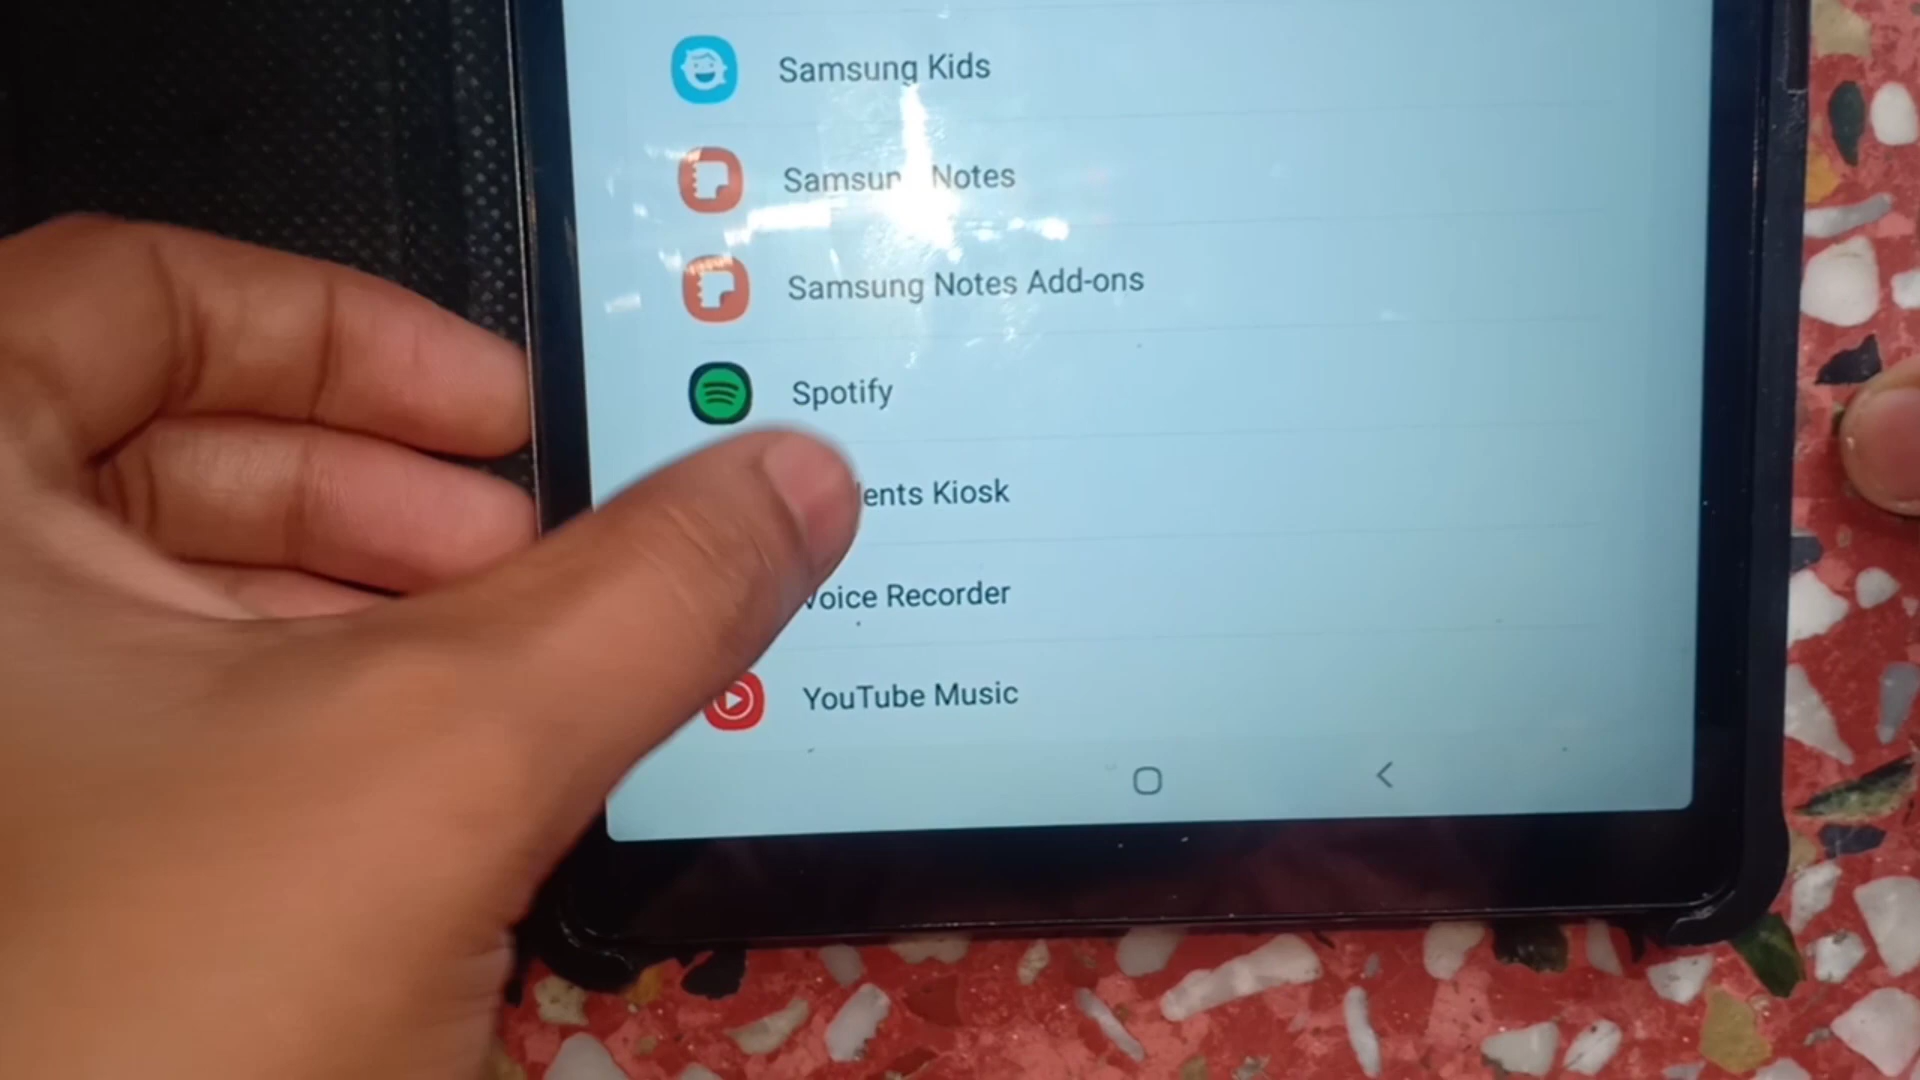 Samsung Kids
Samsung Notes
Samsung Notes Add-ons
Spotify
ents Kiosk
Voice Recorder
YouTube Music